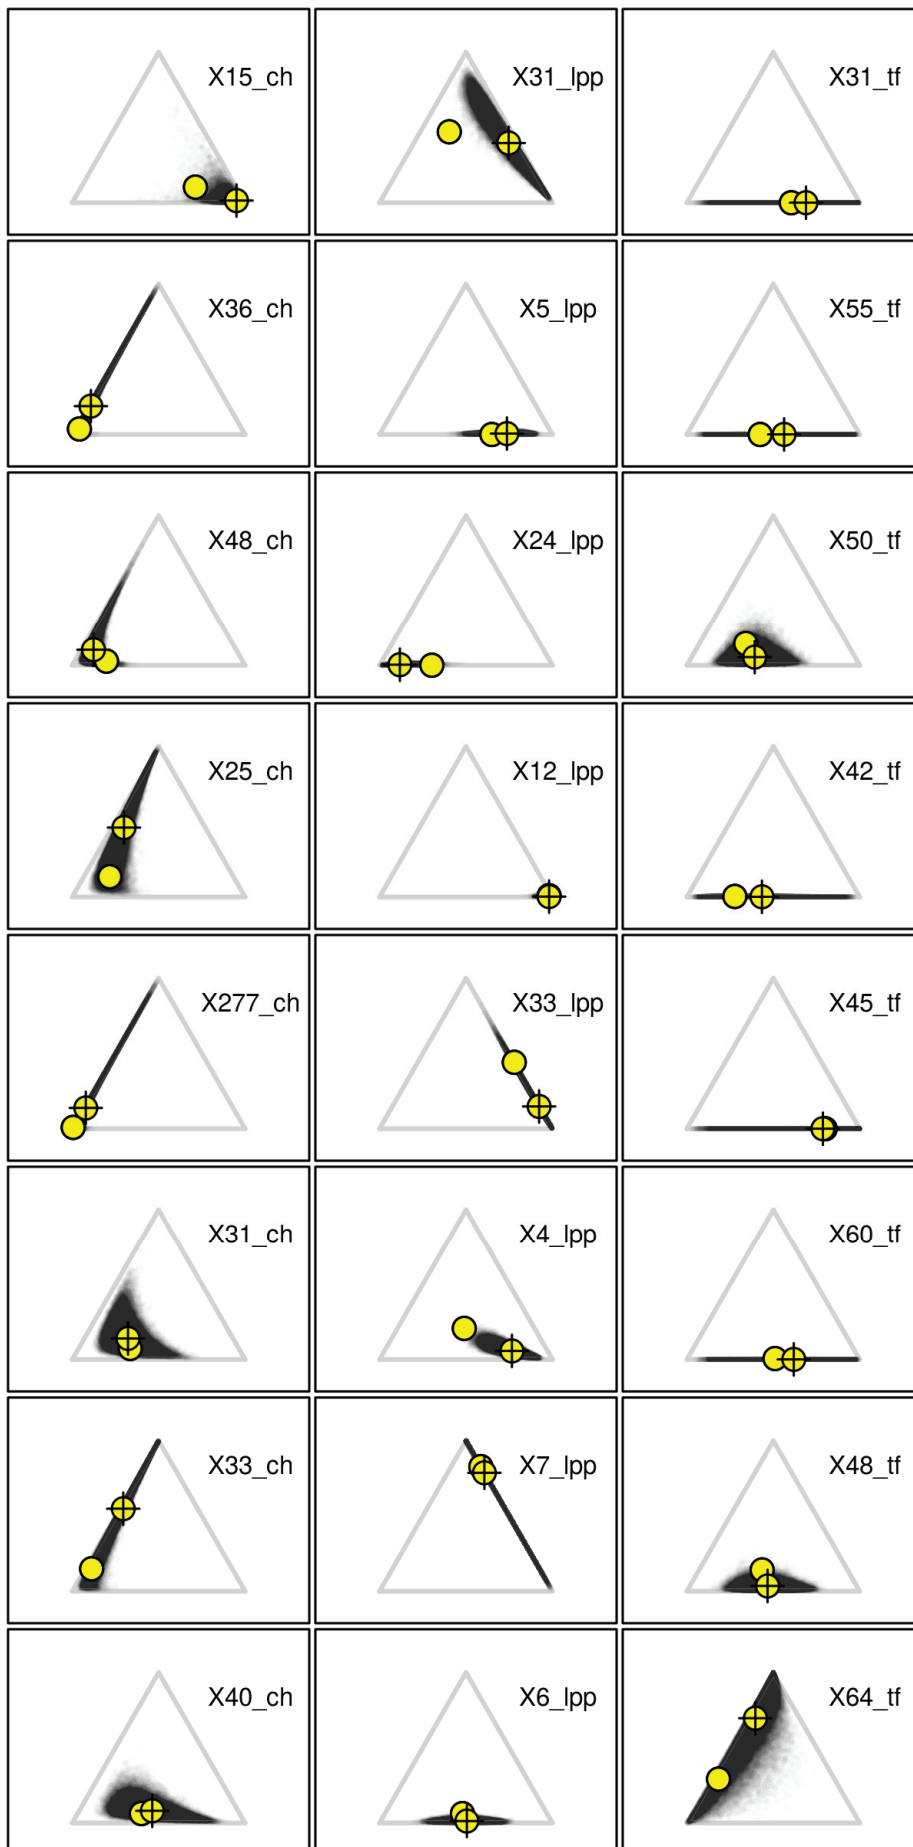 X15_ch
X31_lpp
X31_tf
X36_ch
X5_lpp
X55_tf
X48_ch
X24_lpp
X50_tf
X25_ch
X12_lpp
X42_tf
X277_ch
X33_lpp
X45_tf
X31_ch
X4_lpp
X60_tf
X33_ch
X7_lpp
X48_tf
X40_ch
X6_lpp
X64_tf